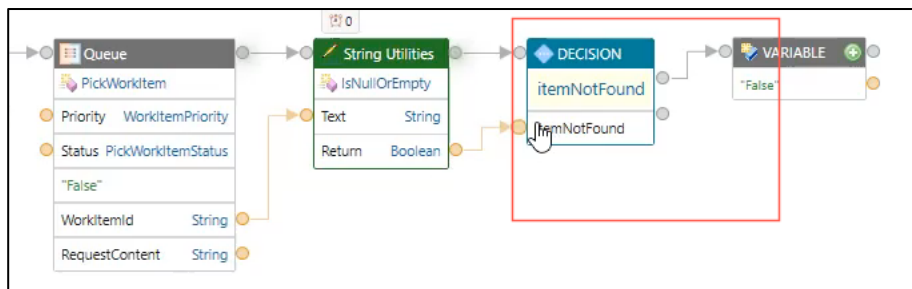 0
Queue
PickWorkItem
Priority WorkItemPriority
Status PickWorkItemStatus
"False"
WorkItemId String
RequestContent String
String Utilities
IsNullOrEmpty
Text String
Return Boolean
DECISION
itemNotFound
itemNotFound
VARIABLE
"False"